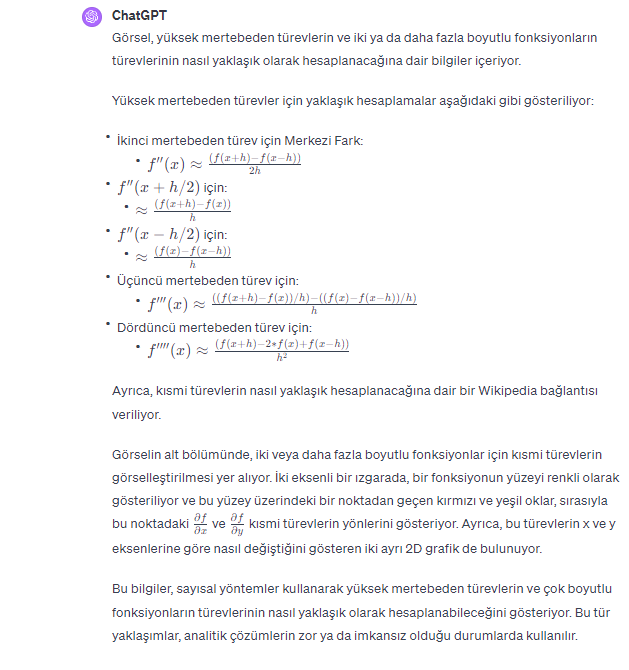 ChatGPT
Görsel, yüksek mertebeden türevlerin ve iki ya da daha fazla boyutlu fonksiyonların
türevlerinin nasıl yaklaşık olarak hesaplanacağına dair bilgiler içeriyor.
Yüksek mertebeden türevler için yaklaşık hesaplamalar aşağıdaki gibi gösteriliyor:
• İkinci mertebeden türev için Merkezi Fark:
• f''(x) ≈ (f(x+h)−f(x−h))/2h
• f''(x + h/2) için:
• ≈ (f(x+h)−f(x))/h
• f''(x − h/2) için:
• ≈ (f(x)−f(x−h))/h
• Üçüncü mertebeden türev için:
• f'''(x) ≈ ((f(x+h)−f(x))/h)−((f(x)−f(x−h))/h)/h
• Dördüncü mertebeden türev için:
• f''''(x) ≈ (f(x+h)−2*f(x)+f(x−h))/h²
Ayrıca, kısmi türevlerin nasıl yaklaşık hesaplanacağına dair bir Wikipedia bağlantısı
veriliyor.
Görselin alt bölümünde, iki veya daha fazla boyutlu fonksiyonlar için kısmi türevlerin
görselleştirilmesi yer alıyor. İki eksenli bir ızgarada, bir fonksiyonun yüzeyi renkli olarak
gösteriliyor ve bu yüzey üzerindeki bir noktadan geçen kırmızı ve yeşil oklar, sırasıyla
bu noktadaki ∂f/∂x ve ∂f/∂y kısmi türevlerin yönlerini gösteriyor. Ayrıca, bu türevlerin x ve y
eksenlerine göre nasıl değiştiğini gösteren iki ayrı 2D grafik de bulunuyor.
Bu bilgiler, sayısal yöntemler kullanarak yüksek mertebeden türevlerin ve çok boyutlu
fonksiyonların türevlerinin nasıl yaklaşık olarak hesaplanabileceğini gösteriyor. Bu tür
yaklaşımlar, analitik çözümlerin zor ya da imkansız olduğu durumlarda kullanılır.